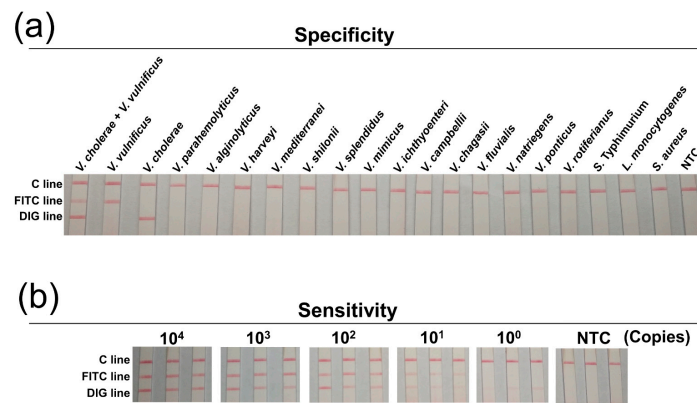 (a)
Specificity
V. cholerae + V. vulnificus
V. vulnificus
V. cholerae
V. parahemolyticus
V. alginolyticus
V. harveyi
V. mediterranei
V. shilonii
V. splendidus
V. mimicus
V. ichthyoenteri
V. campbellii
V. chagasii
V. fluvialis
V. natriegens
V. ponticus
V. rotiferianus
S. Typhimurium
L. monocytogenes
S. aureus
NTC
C line
FITC line
DIG line
(b)
Sensitivity
10⁴ 10³ 10² 10¹ 10⁰ NTC (Copies)
C line
FITC line
DIG line